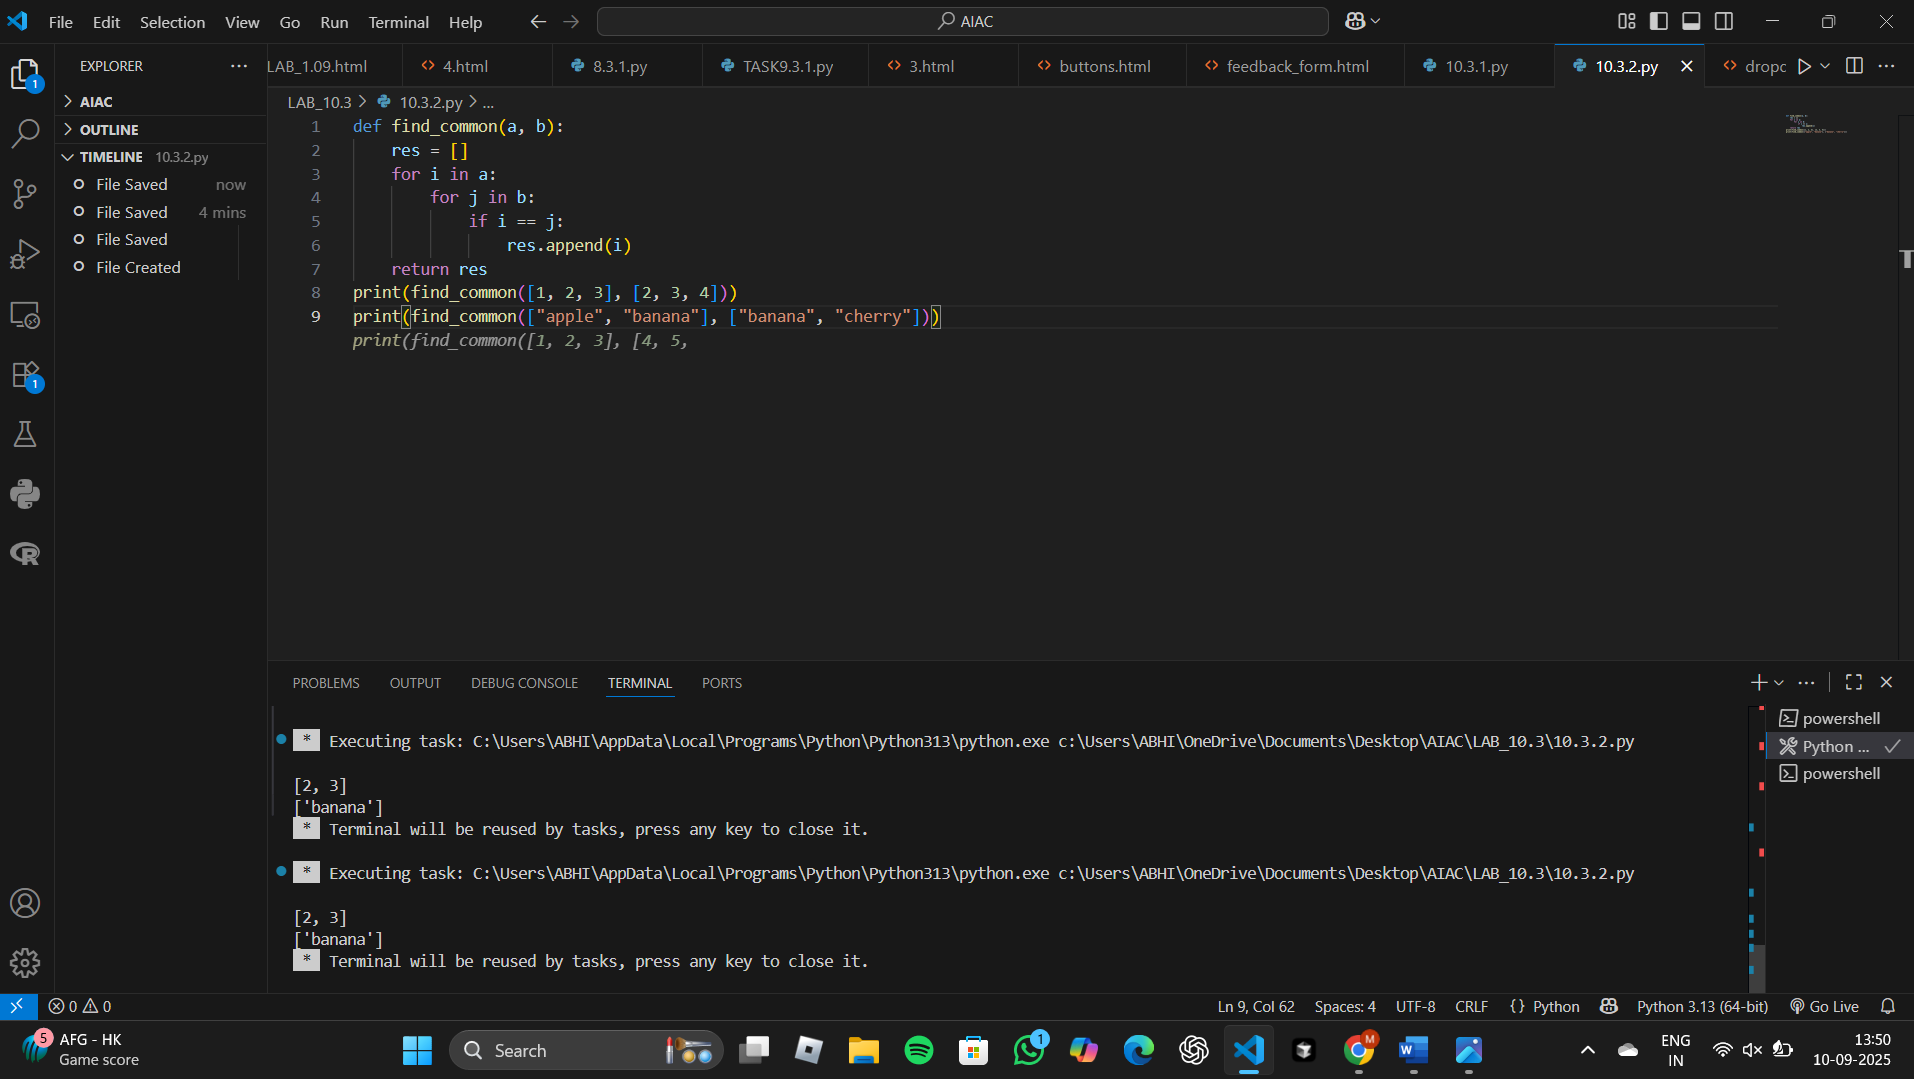 File Edit Selection View Go Run Terminal Help
AIAC
EXPLORER
LAB_1.09.html 4.html 8.3.1.py TASK9.3.1.py 3.html buttons.html feedback_form.html 10.3.1.py 10.3.2.py
AIAC
OUTLINE
TIMELINE 10.3.2.py
File Saved now
File Saved 4 mins
File Saved
File Created
LAB_10.3 > 10.3.2.py > ...
1 def find_common(a, b):
2 res = []
3 for i in a:
4 for j in b:
5 if i == j:
6 res.append(i)
7 return res
8 print(find_common([1, 2, 3], [2, 3, 4]))
9 print(find_common(["apple", "banana"], ["banana", "cherry"]))
print(find_common([1, 2, 3], [4, 5,
PROBLEMS OUTPUT DEBUG CONSOLE TERMINAL PORTS
* Executing task: C:\Users\ABHI\AppData\Local\Programs\Python\Python313\python.exe c:\Users\ABHI\OneDrive\Documents\Desktop\AIAC\LAB_10.3\10.3.2.py
[2, 3]
['banana']
* Terminal will be reused by tasks, press any key to close it.
* Executing task: C:\Users\ABHI\AppData\Local\Programs\Python\Python313\python.exe c:\Users\ABHI\OneDrive\Documents\Desktop\AIAC\LAB_10.3\10.3.2.py
[2, 3]
['banana']
* Terminal will be reused by tasks, press any key to close it.
powershell
Python ...
powershell
0 0
Ln 9, Col 62 Spaces: 4 UTF-8 CRLF {} Python Python 3.13 (64-bit) Go Live
5 AFG - HK
Game score
Search
1
M
ENG
IN
13:50
10-09-2025